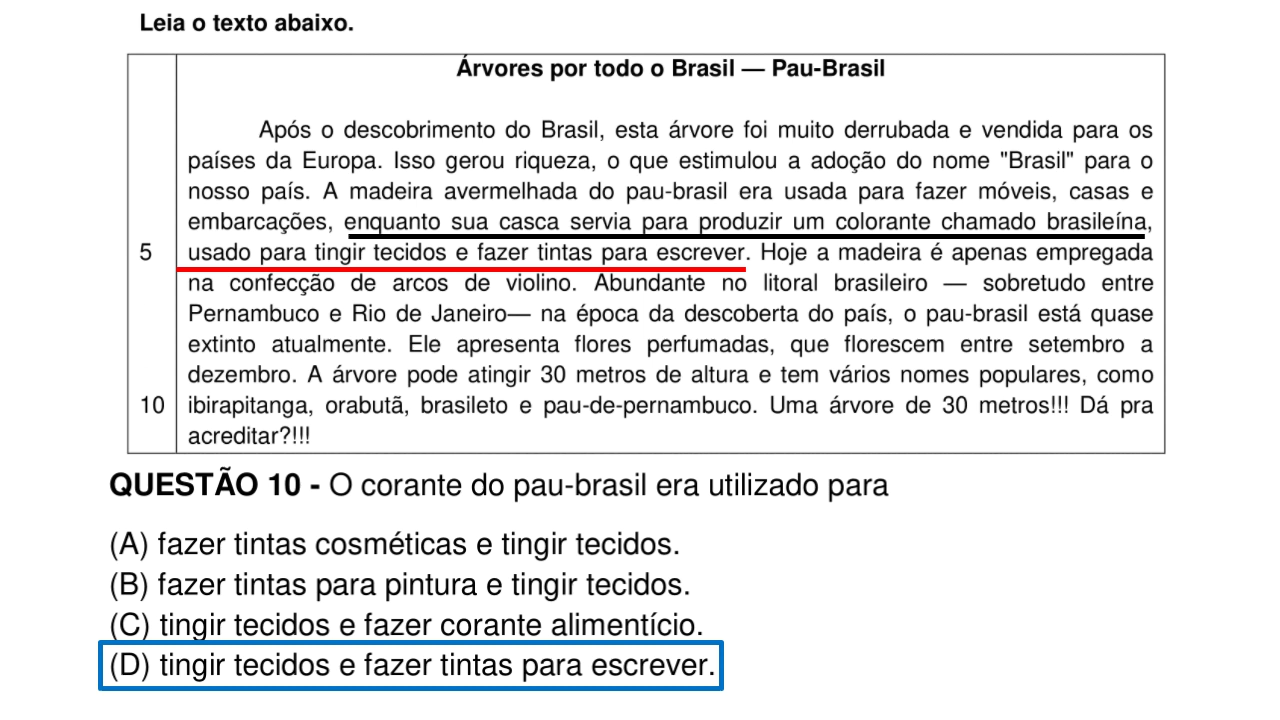 Leia o texto abaixo.
Árvores por todo o Brasil — Pau-Brasil
Após o descobrimento do Brasil, esta árvore foi muito derrubada e vendida para os
países da Europa. Isso gerou riqueza, o que estimulou a adoção do nome "Brasil" para o
nosso país. A madeira avermelhada do pau-brasil era usada para fazer móveis, casas e
embarcações, enquanto sua casca servia para produzir um colorante chamado brasileína,
5 usado para tingir tecidos e fazer tintas para escrever. Hoje a madeira é apenas empregada
na confecção de arcos de violino. Abundante no litoral brasileiro — sobretudo entre
Pernambuco e Rio de Janeiro— na época da descoberta do país, o pau-brasil está quase
extinto atualmente. Ele apresenta flores perfumadas, que florescem entre setembro a
dezembro. A árvore pode atingir 30 metros de altura e tem vários nomes populares, como
10 ibirapitanga, orabutã, brasileto e pau-de-pernambuco. Uma árvore de 30 metros!!! Dá pra
acreditar?!!!
QUESTÃO 10 - O corante do pau-brasil era utilizado para
(A) fazer tintas cosméticas e tingir tecidos.
(B) fazer tintas para pintura e tingir tecidos.
(C) tingir tecidos e fazer corante alimentício.
(D) tingir tecidos e fazer tintas para escrever.